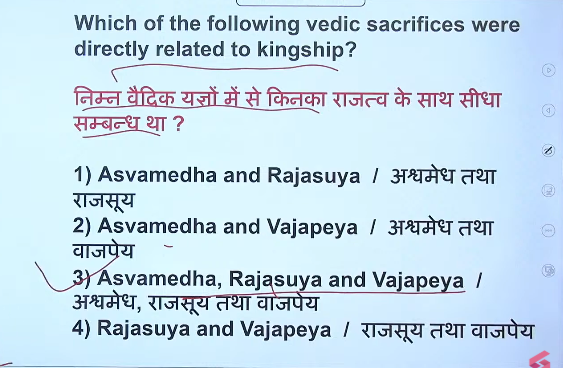 Which of the following vedic sacrifices were
directly related to kingship?
निम्न वैदिक यज्ञों में से किनका राजत्व के साथ सीधा
सम्बन्ध था ?
1) Asvamedha and Rajasuya / अश्वमेध तथा
राजसूय
2) Asvamedha and Vajapeya / अश्वमेध तथा
वाजपेय
3) Asvamedha, Rajasuya and Vajapeya /
अश्वमेध, राजसूय तथा वाजपेय
4) Rajasuya and Vajapeya / राजसूय तथा वाजपेय